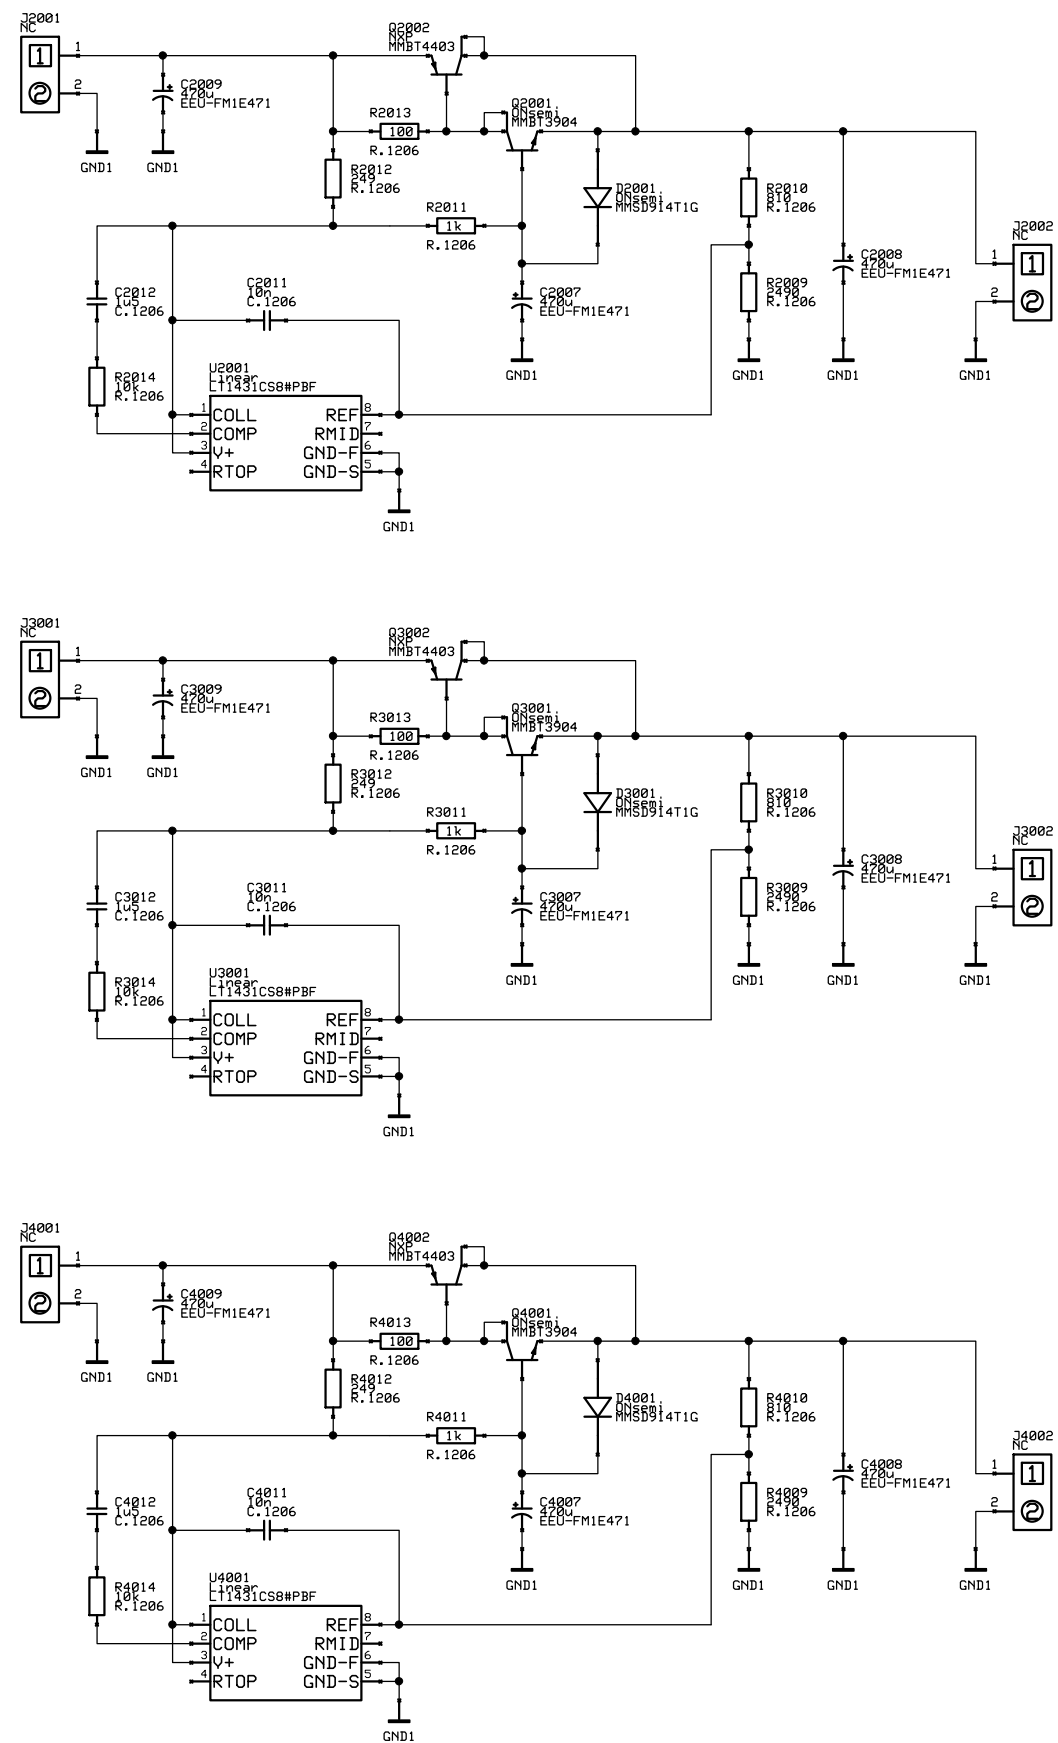 J2001
NC
1
1
2
2
GND1
C2009
470u
EEU-FM1E471
GND1
Q2002
NXP
MMBT4403
R2013
100
R.1206
Q2001
ONsemi
MMBT3904
R2012
249
R.1206
R2011
1k
R.1206
D2001
ONsemi
MMSD914T1G
R2010
810
R.1206
J2002
NC
1
1
2
2
GND1
C2012
1u5
C.1206
C2011
10n
C.1206
C2007
470u
EEU-FM1E471
GND1
R2009
2490
R.1206
GND1
C2008
470u
EEU-FM1E471
GND1
R2014
10k
R.1206
U2001
Linear
LT1431CS8#PBF
1 COLL REF 8
2 COMP RMID 7
3 V+ GND-F 6
4 RTOP GND-S 5
GND1
J3001
NC
1
1
2
2
GND1
C3009
470u
EEU-FM1E471
GND1
Q3002
NXP
MMBT4403
R3013
100
R.1206
Q3001
ONsemi
MMBT3904
R3012
249
R.1206
R3011
1k
R.1206
D3001
ONsemi
MMSD914T1G
R3010
810
R.1206
J3002
NC
1
1
2
2
GND1
C3012
1u5
C.1206
C3011
10n
C.1206
C3007
470u
EEU-FM1E471
GND1
R3009
2490
R.1206
GND1
C3008
470u
EEU-FM1E471
GND1
R3014
10k
R.1206
U3001
Linear
LT1431CS8#PBF
1 COLL REF 8
2 COMP RMID 7
3 V+ GND-F 6
4 RTOP GND-S 5
GND1
J4001
NC
1
1
2
2
GND1
C4009
470u
EEU-FM1E471
GND1
Q4002
NXP
MMBT4403
R4013
100
R.1206
Q4001
ONsemi
MMBT3904
R4012
249
R.1206
R4011
1k
R.1206
D4001
ONsemi
MMSD914T1G
R4010
810
R.1206
J4002
NC
1
1
2
2
GND1
C4012
1u5
C.1206
C4011
10n
C.1206
C4007
470u
EEU-FM1E471
GND1
R4009
2490
R.1206
GND1
C4008
470u
EEU-FM1E471
GND1
R4014
10k
R.1206
U4001
Linear
LT1431CS8#PBF
1 COLL REF 8
2 COMP RMID 7
3 V+ GND-F 6
4 RTOP GND-S 5
GND1